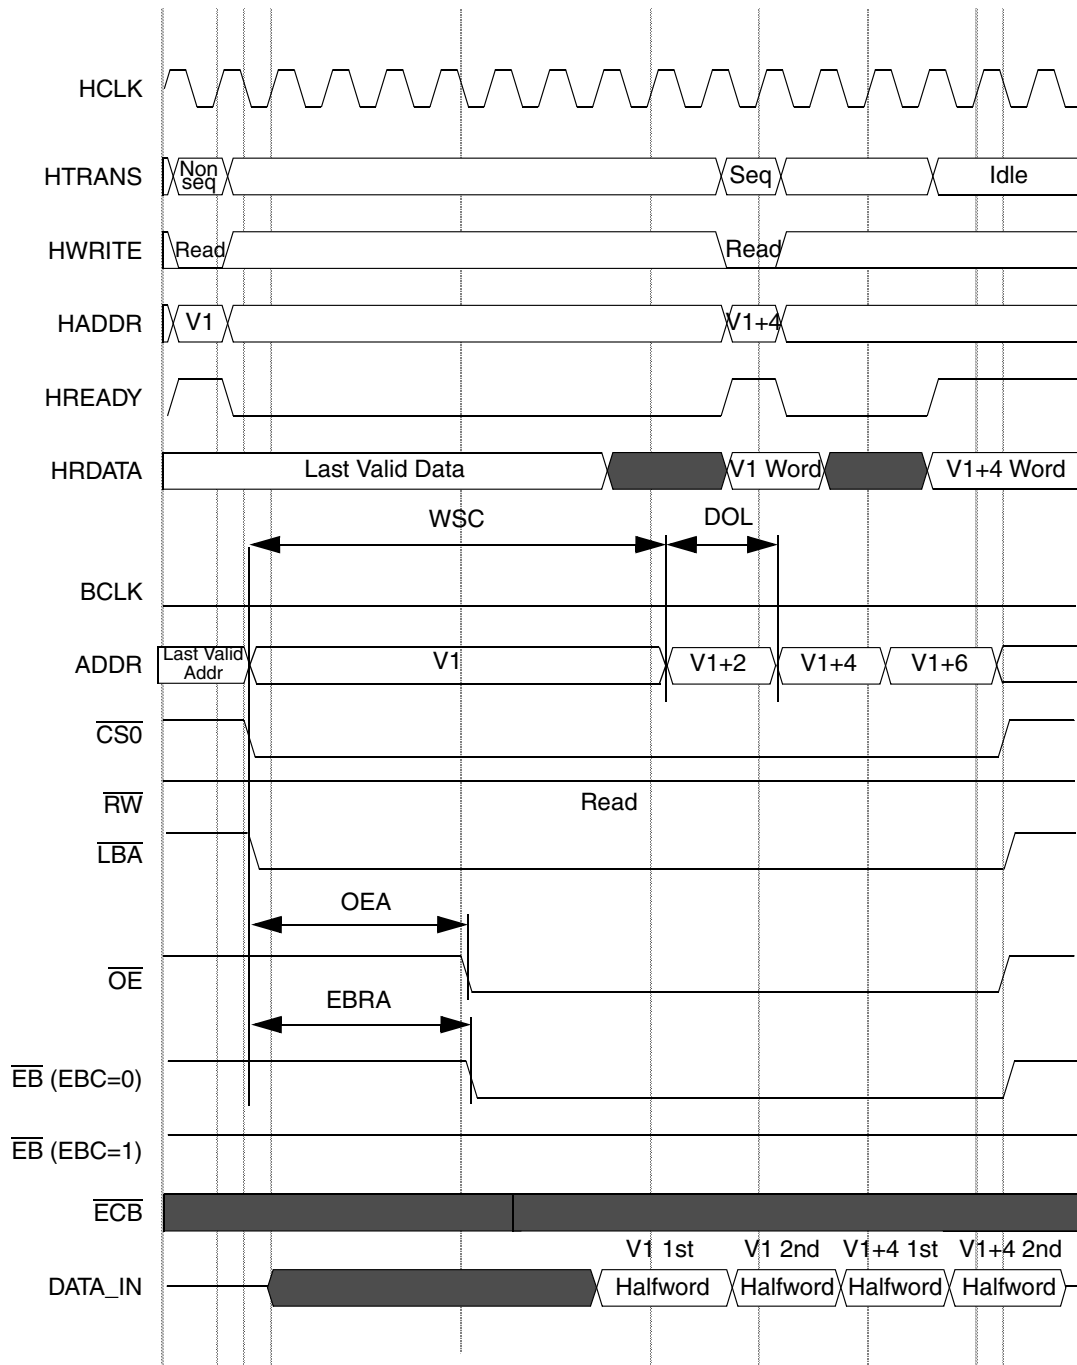 HCLK
HTRANS
Non
seq
Seq
Idle
HWRITE
Read
Read
HADDR
V1
V1+4
HREADY
HRDATA
Last Valid Data
V1 Word
V1+4 Word
WSC
DOL
BCLK
ADDR
Last Valid
Addr
V1
V1+2
V1+4
V1+6
CS0
RW
Read
LBA
OEA
OE
EBRA
EB (EBC=0)
EB (EBC=1)
ECB
V1 1st
V1 2nd
V1+4 1st
V1+4 2nd
DATA_IN
Halfword
Halfword
Halfword
Halfword